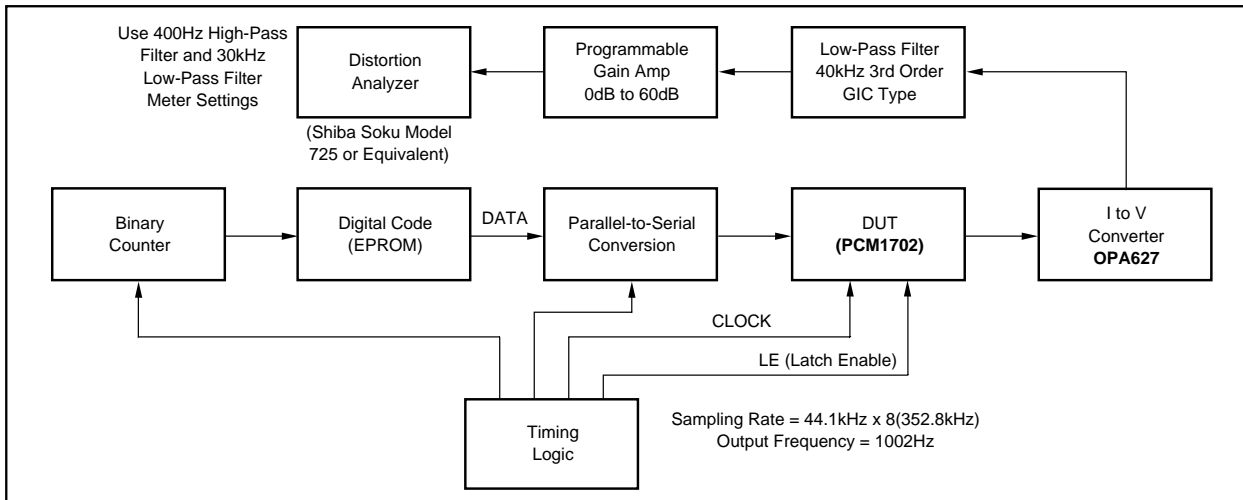 Use 400Hz High-Pass
Filter and 30kHz
Low-Pass Filter
Meter Settings
Distortion
Analyzer
(Shiba Soku Model
725 or Equivalent)
Programmable
Gain Amp
0dB to 60dB
Low-Pass Filter
40kHz 3rd Order
GIC Type
Binary
Counter
Digital Code
(EPROM)
DATA
Parallel-to-Serial
Conversion
DUT
(PCM1702)
I to V
Converter
OPA627
CLOCK
LE (Latch Enable)
Timing
Logic
Sampling Rate = 44.1kHz x 8(352.8kHz)
Output Frequency = 1002Hz